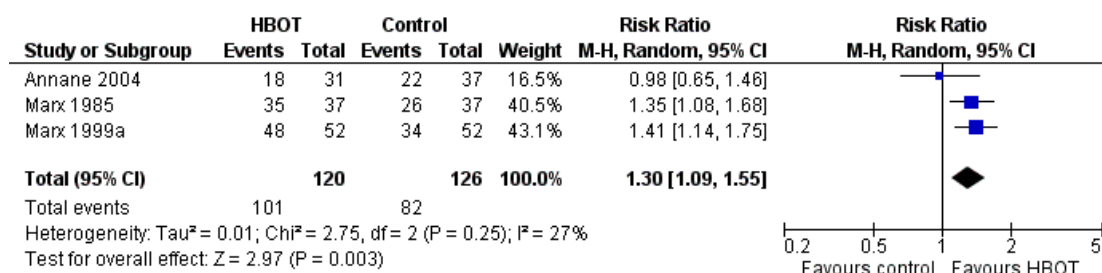 HBOT Control Risk Ratio Risk Ratio
Study or Subgroup Events Total Events Total Weight M-H, Random, 95% CI M-H, Random, 95% CI
Annane 2004 18 31 22 37 16.5% 0.98 [0.65, 1.46]
Marx 1985 35 37 26 37 40.5% 1.35 [1.08, 1.68]
Marx 1999a 48 52 34 52 43.1% 1.41 [1.14, 1.75]
Total (95% CI) 120 126 100.0% 1.30 [1.09, 1.55]
Total events 101 82
Heterogeneity: Tau² = 0.01; Chi² = 2.75, df = 2 (P = 0.25); I² = 27%
Test for overall effect: Z = 2.97 (P = 0.003)
0.2 0.5 1 2 5
Favours control Favours HBOT